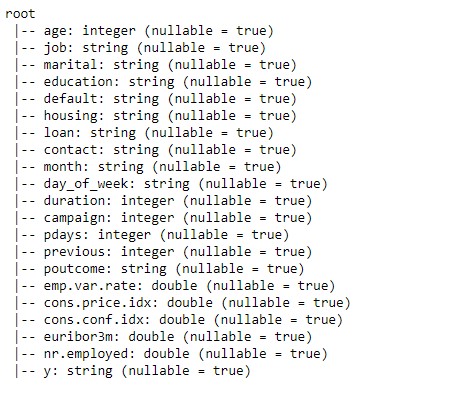 root
 |-- age: integer (nullable = true)
 |-- job: string (nullable = true)
 |-- marital: string (nullable = true)
 |-- education: string (nullable = true)
 |-- default: string (nullable = true)
 |-- housing: string (nullable = true)
 |-- loan: string (nullable = true)
 |-- contact: string (nullable = true)
 |-- month: string (nullable = true)
 |-- day_of_week: string (nullable = true)
 |-- duration: integer (nullable = true)
 |-- campaign: integer (nullable = true)
 |-- pdays: integer (nullable = true)
 |-- previous: integer (nullable = true)
 |-- poutcome: string (nullable = true)
 |-- emp.var.rate: double (nullable = true)
 |-- cons.price.idx: double (nullable = true)
 |-- cons.conf.idx: double (nullable = true)
 |-- euribor3m: double (nullable = true)
 |-- nr.employed: double (nullable = true)
 |-- y: string (nullable = true)